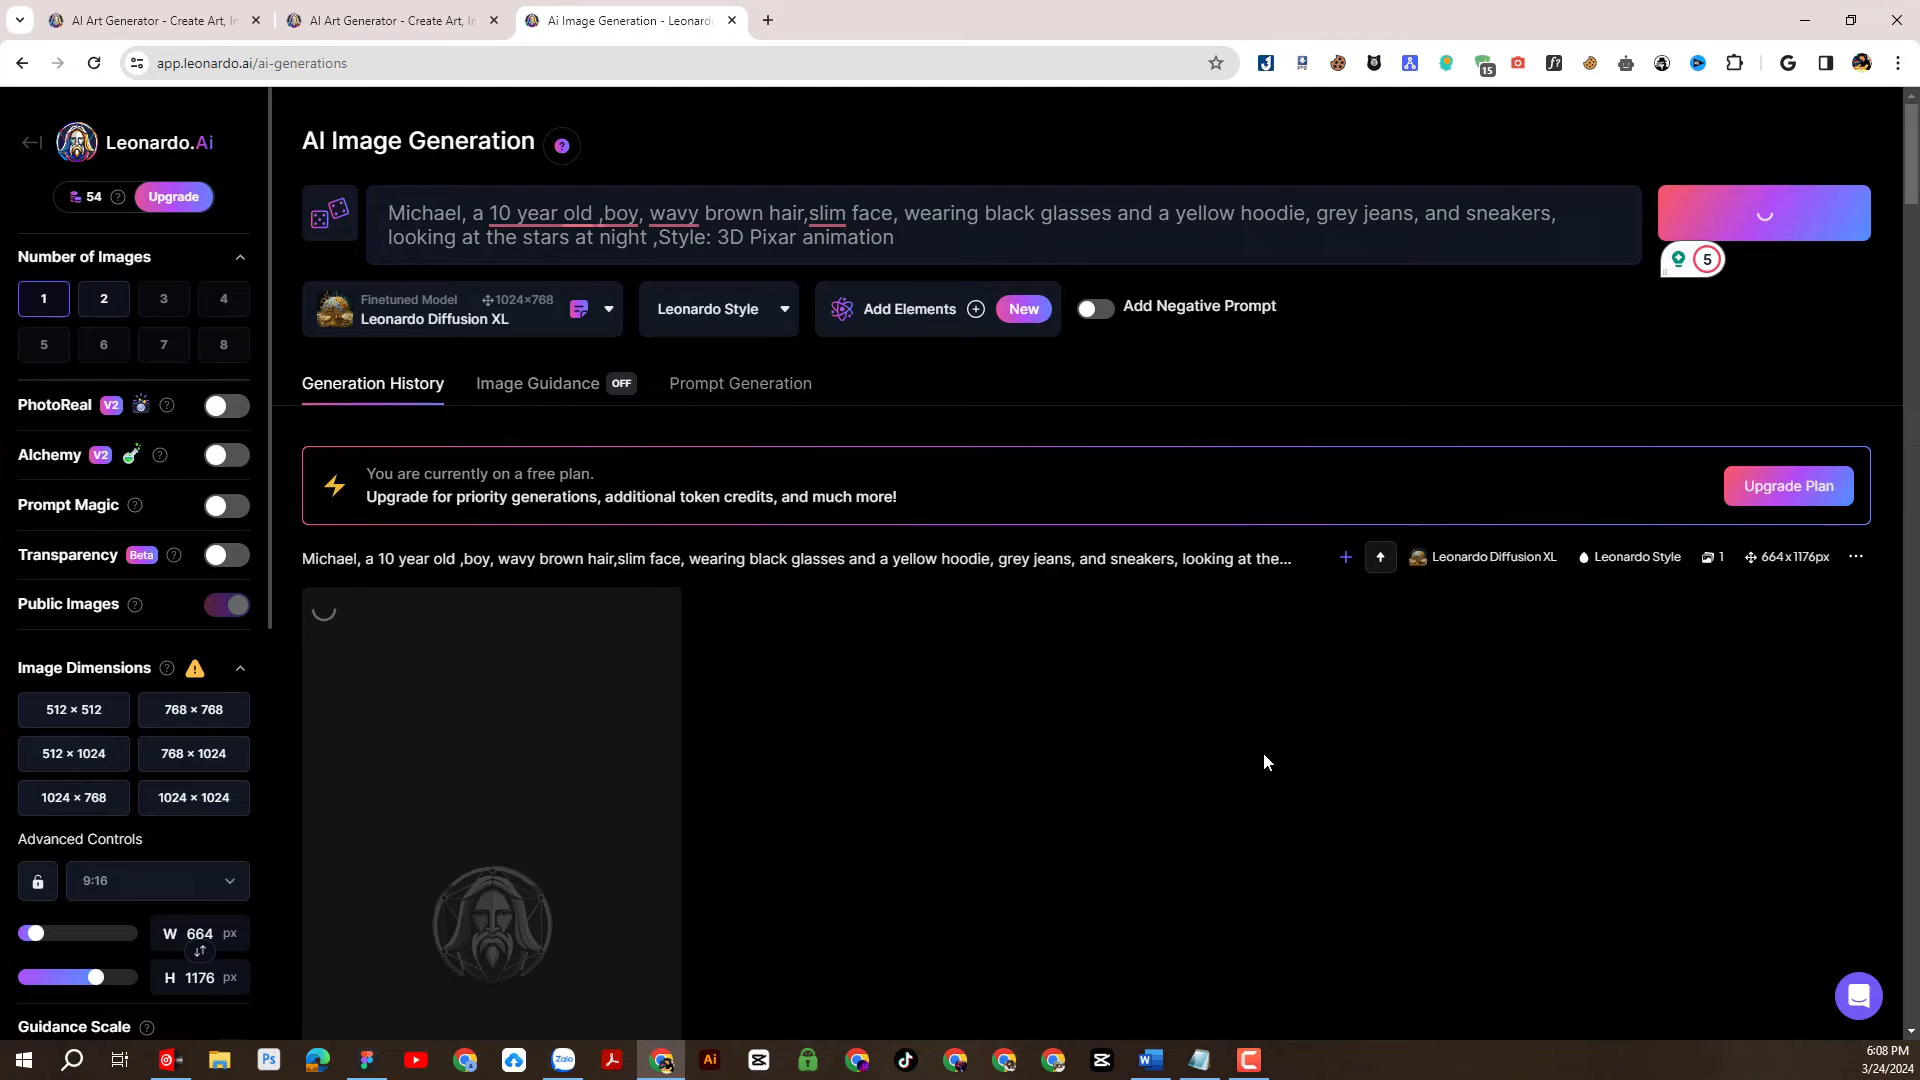 AI Art Generator - Create Art, In
AI Art Generator - Create Art, In
Ai Image Generation - Leonardo
app.leonardo.ai/ai-generations
15
Leonardo.Ai
54
Upgrade
AI Image Generation
Michael, a 10 year old ,boy, wavy brown hair,slim face, wearing black glasses and a yellow hoodie, grey jeans, and sneakers,
looking at the stars at night ,Style: 3D Pixar animation
5
Number of Images
1 2 3 4
5 6 7 8
Finetuned Model 1024×768
Leonardo Diffusion XL
Leonardo Style
Add Elements
New
Add Negative Prompt
Generation History
Image Guidance OFF
Prompt Generation
PhotoReal V2
Alchemy V2
Prompt Magic
Transparency Beta
Public Images
You are currently on a free plan.
Upgrade for priority generations, additional token credits, and much more!
Upgrade Plan
Michael, a 10 year old ,boy, wavy brown hair,slim face, wearing black glasses and a yellow hoodie, grey jeans, and sneakers, looking at the...
Leonardo Diffusion XL
Leonardo Style
1
664x1176px
Image Dimensions
512 × 512 768 × 768
512 × 1024 768 × 1024
1024 × 768 1024 × 1024
Advanced Controls
9:16
W 664 px
H 1176 px
Guidance Scale
Ps
Zalo
Ai
6:08 PM
3/24/2024